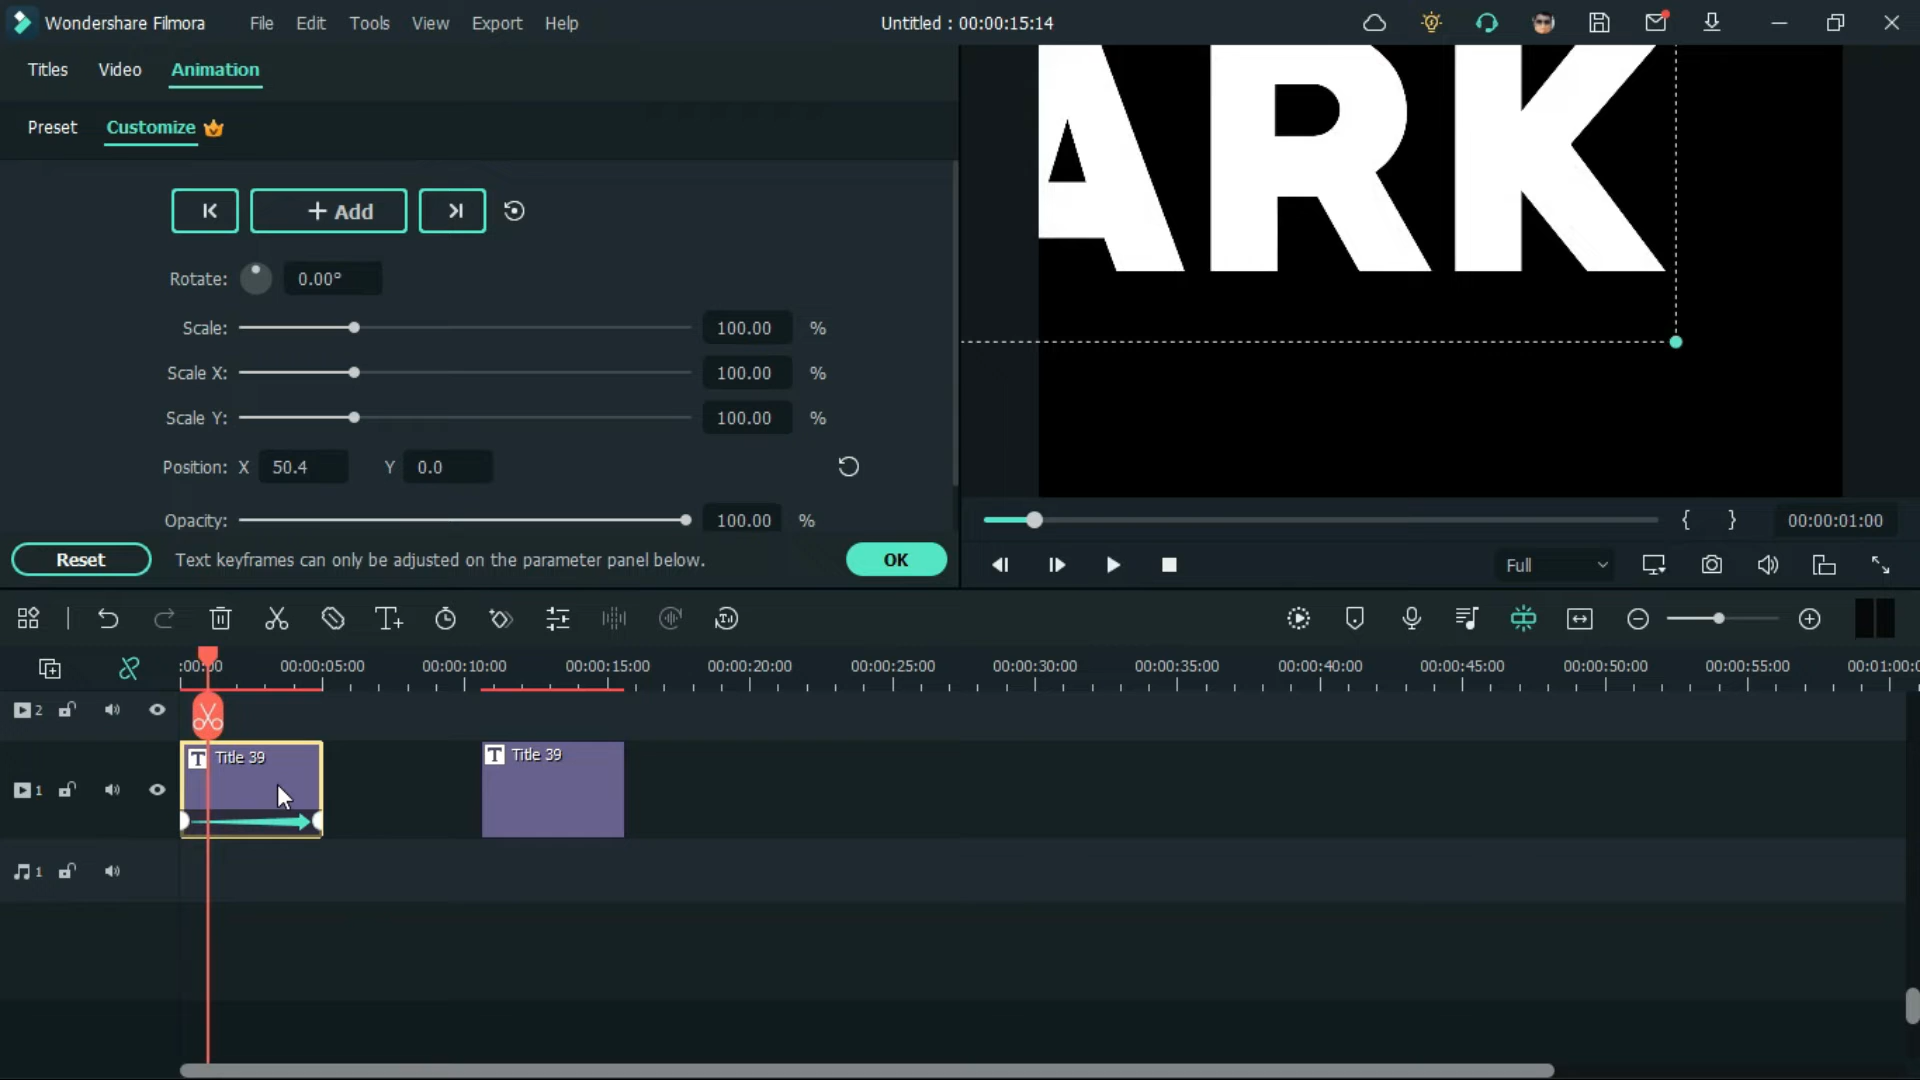 Wondershare Filmora File Edit Tools View Export Help Untitled : 00:00:15:14
Titles Video Animation
Preset Customize
ARK
+ Add
Rotate: 0.00°
Scale: 100.00 %
Scale X: 100.00 %
Scale Y: 100.00 %
Position: X 50.4 Y 0.0
Opacity: 100.00 %
{ } 00:00:01:00
Reset Text keyframes can only be adjusted on the parameter panel below. OK
Full
:00:00 00:00:05:00 00:00:10:00 00:00:15:00 00:00:20:00 00:00:25:00 00:00:30:00 00:00:35:00 00:00:40:00 00:00:45:00 00:00:50:00 00:00:55:00 00:01:00:0
2
T Title 39 T Title 39
1
1